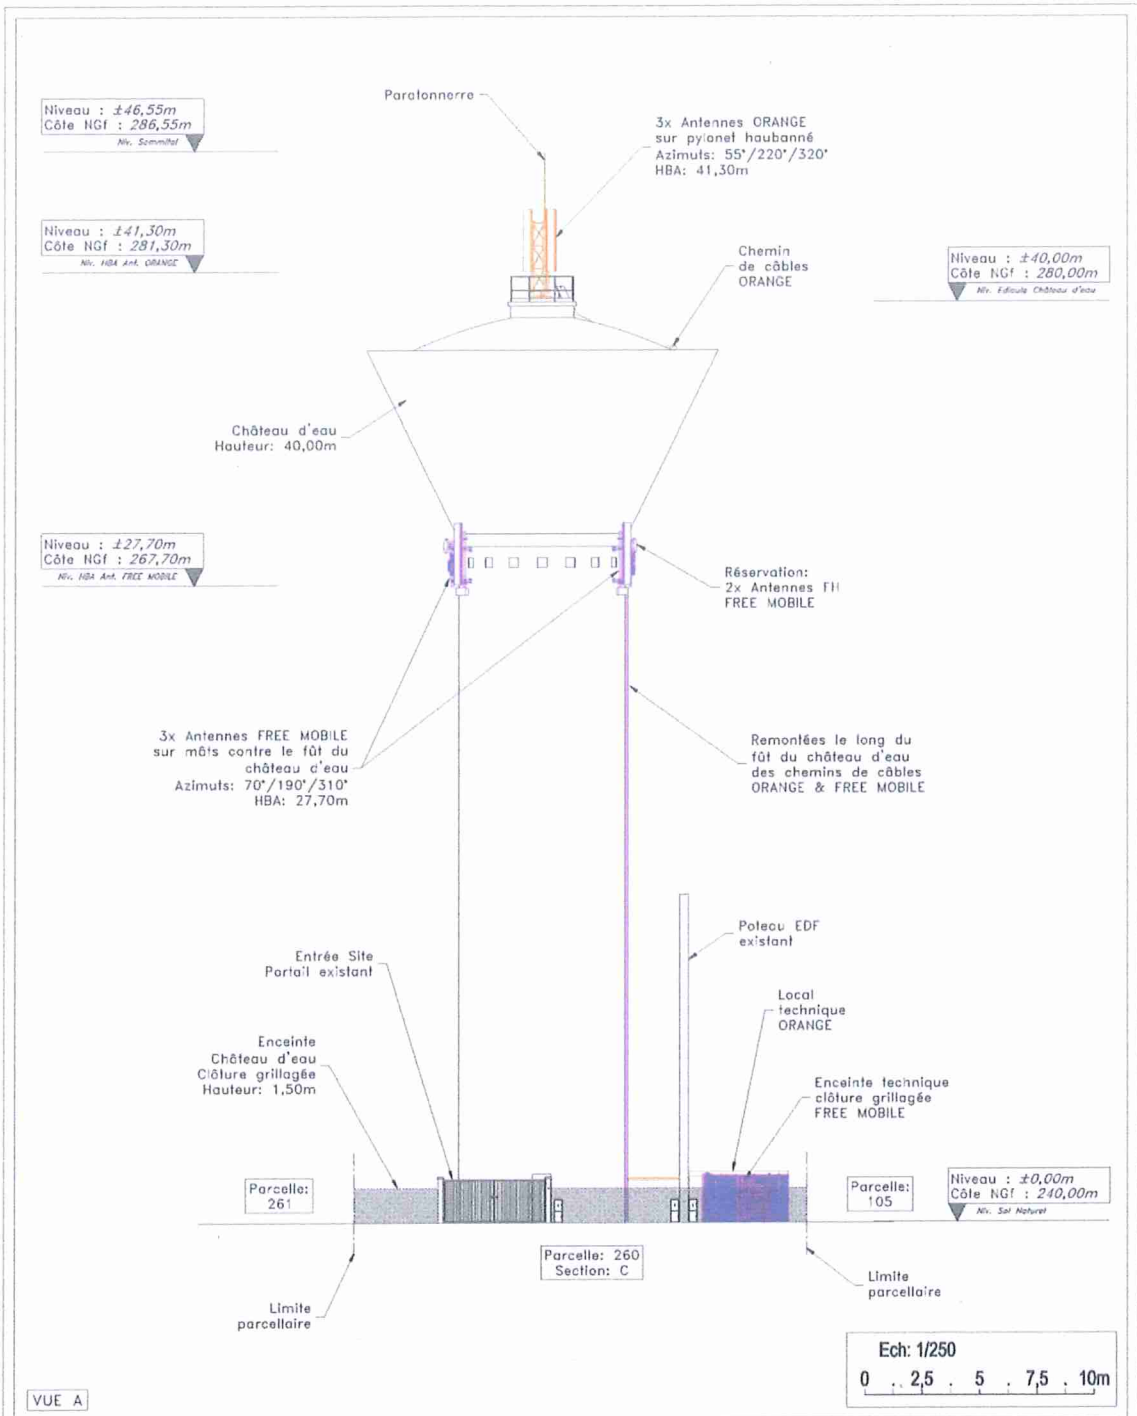 Niveau : ±46,55m
Côte NGf : 286,55m
Niv. Sommital
Paratonnerre
3x Antennes ORANGE
sur pylonet haubanné
Azimuts: 55°/220°/320°
HBA: 41,30m
Niveau : ±41,30m
Côte NGf : 281,30m
Niv. HBA Ant. ORANGE
Chemin
de câbles
ORANGE
Niveau : ±40,00m
Côte NGf : 280,00m
Niv. Edicule Château d'eau
Château d'eau
Hauteur: 40,00m
Niveau : ±27,70m
Côte NGf : 267,70m
Niv. HBA Ant. FREE MOBILE
Réservation:
2x Antennes FH
FREE MOBILE
3x Antennes FREE MOBILE
sur mâts contre le fût du
château d'eau
Azimuts: 70°/190°/310°
HBA: 27,70m
Remontées le long du
fût du château d'eau
des chemins de câbles
ORANGE & FREE MOBILE
Poteau EDF
existant
Entrée Site
Portail existant
Local
technique
ORANGE
Enceinte
Château d'eau
Clôture grillagée
Hauteur: 1,50m
Enceinte technique
clôture grillagée
FREE MOBILE
Parcelle:
261
Parcelle:
105
Niveau : ±0,00m
Côte NGf : 240,00m
Niv. Sol Naturel
Parcelle: 260
Section: C
Limite
parcellaire
Limite
parcellaire
Ech: 1/250
0 . . 2,5 . 5 . 7,5 . 10m
VUE A